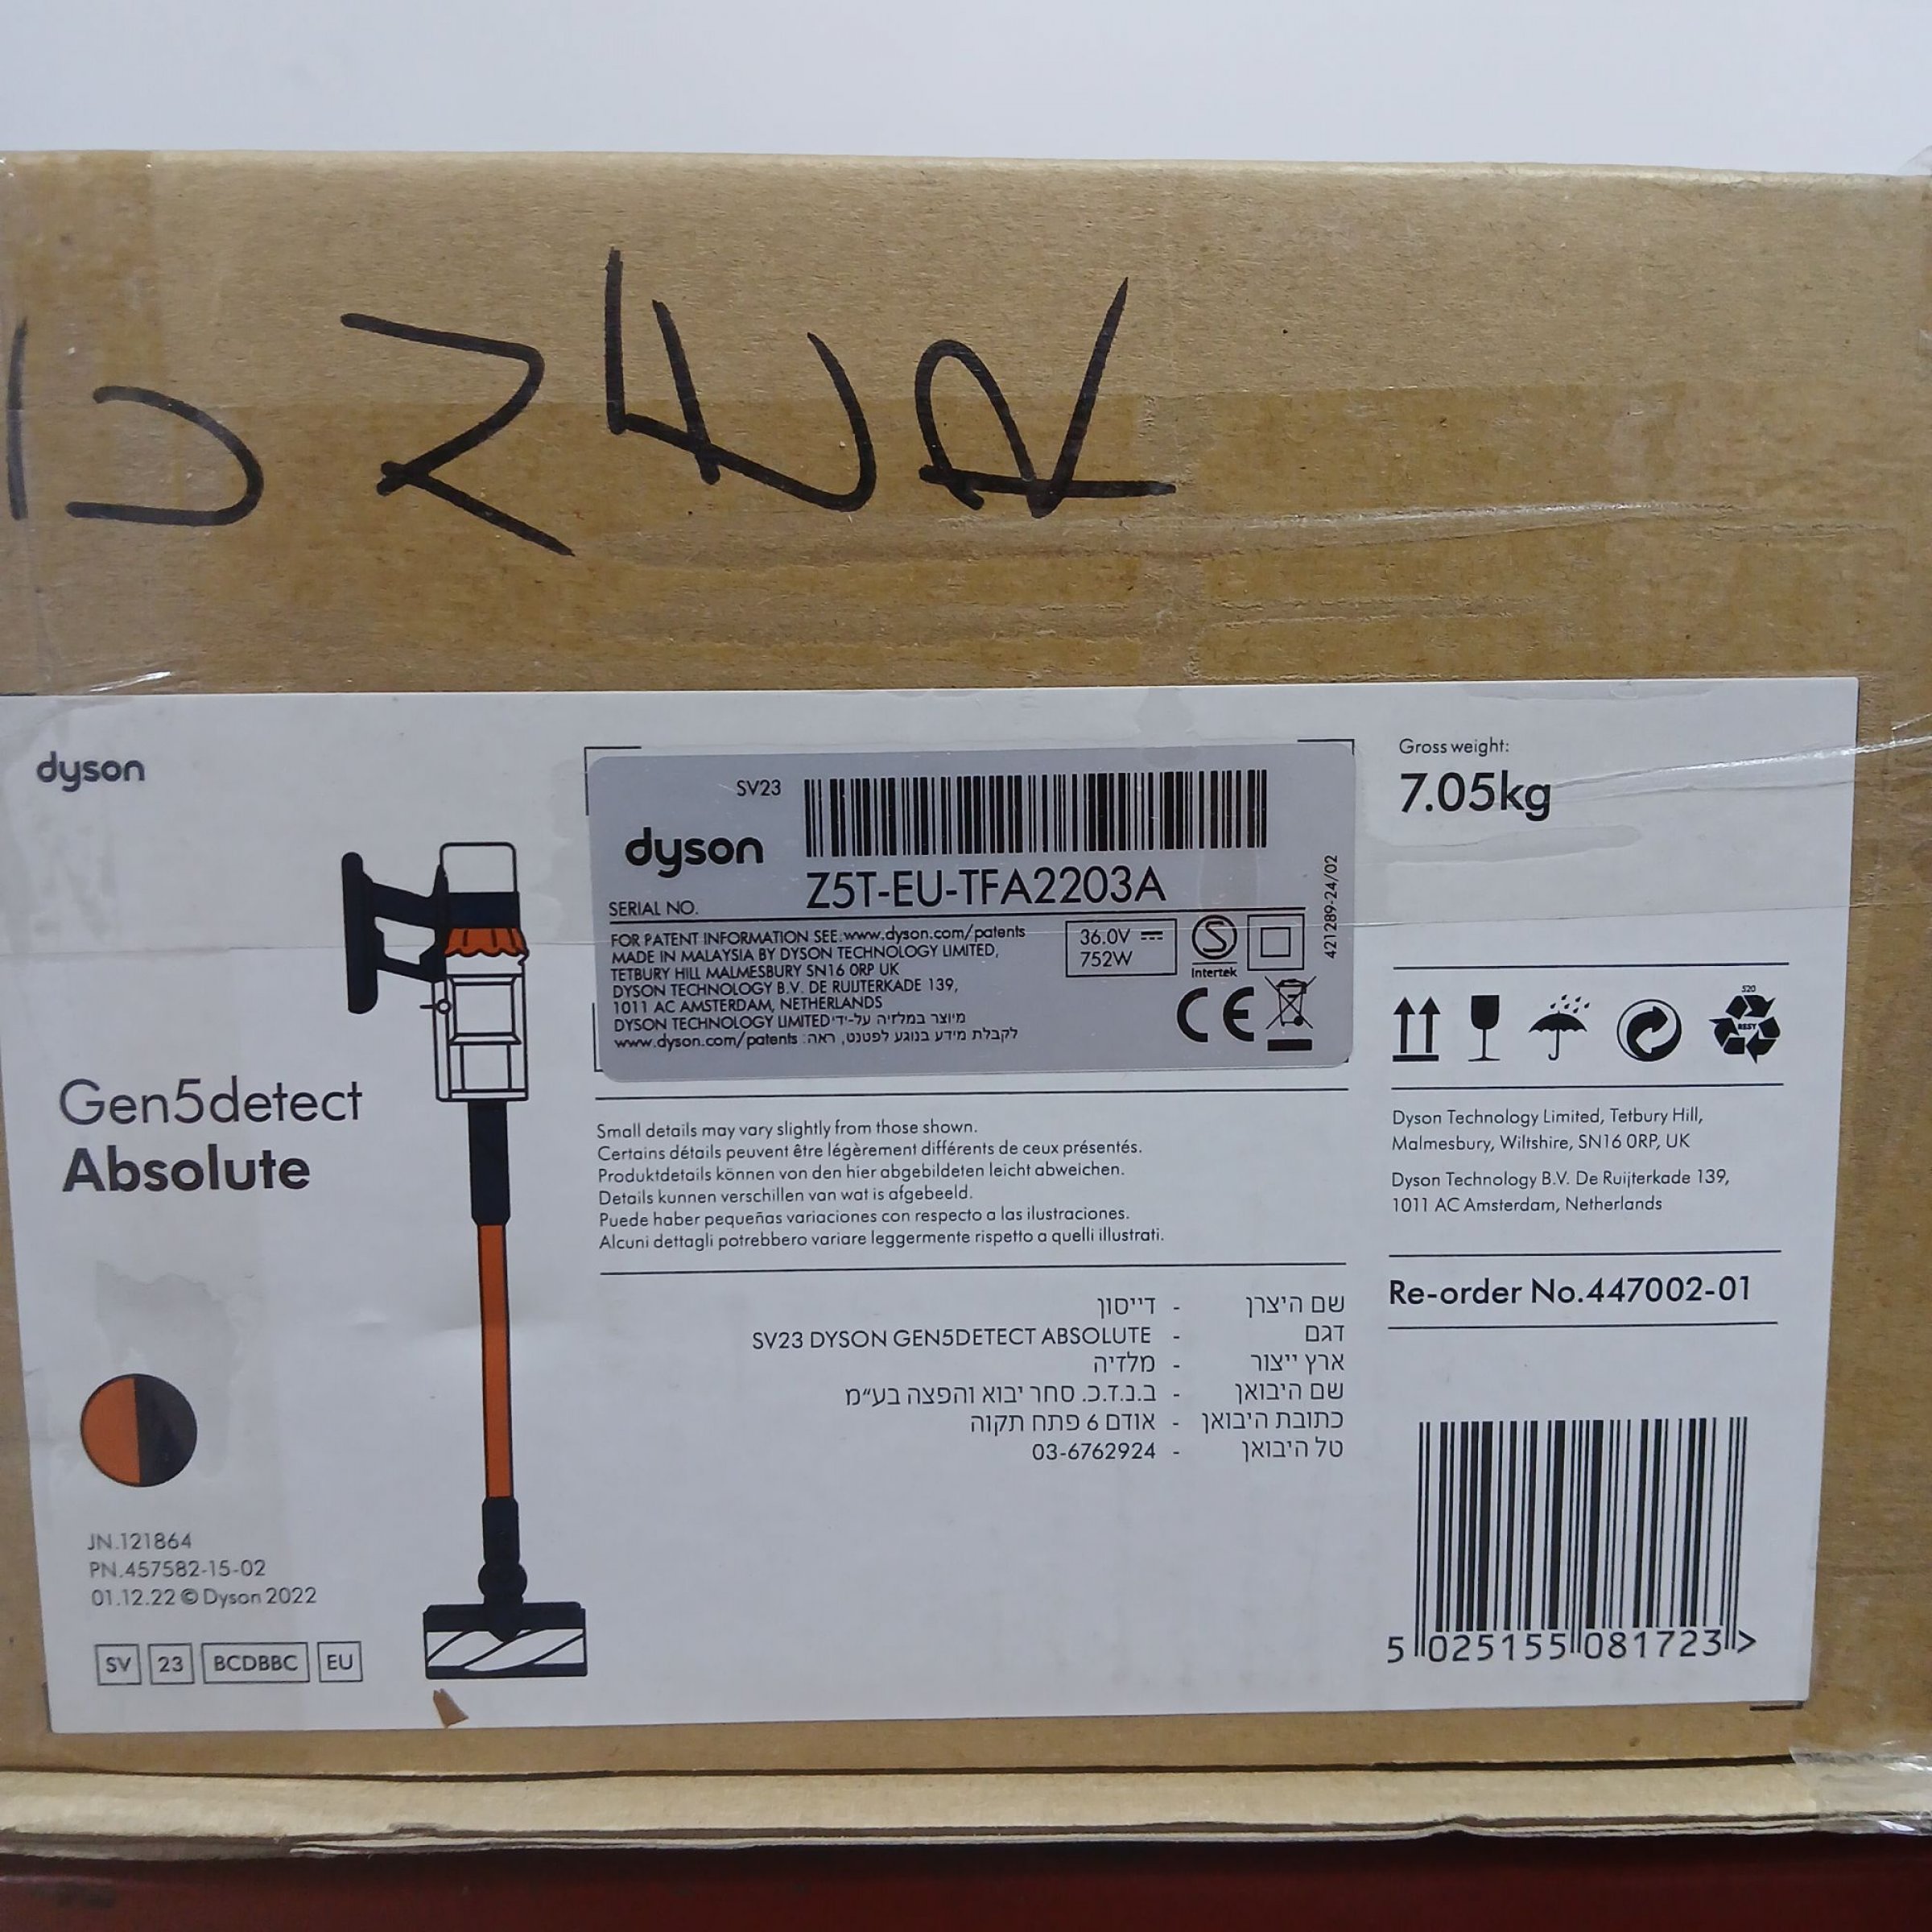 dyson
Gen5detect
Absolute
JN.121864
PN.457582-15-02
01.12.22 © Dyson 2022
SV 23 BCDBBC EU
SV23
dyson
SERIAL NO. Z5T-EU-TFA2203A
FOR PATENT INFORMATION SEE:www.dyson.com/patents
MADE IN MALAYSIA BY DYSON TECHNOLOGY LIMITED,
TETBURY HILL MALMESBURY SN16 0RP UK
DYSON TECHNOLOGY B.V. DE RUIJTERKADE 139,
1011 AC AMSTERDAM, NETHERLANDS
מיוצר במלזיה על-ידי DYSON TECHNOLOGY LIMITED
לקבלת מידע בנוגע לפטנט, ראה: www.dyson.com/patents
36.0V
752W
S
Intertek
CE
421289-24/02
Small details may vary slightly from those shown.
Certains détails peuvent être légèrement différents de ceux présentés.
Produktdetails können von den hier abgebildeten leicht abweichen.
Details kunnen verschillen van wat is afgebeeld.
Puede haber pequeñas variaciones con respecto a las ilustraciones.
Alcuni dettagli potrebbero variare leggermente rispetto a quelli illustrati.
שם היצרן - דייסון
דגם - SV23 DYSON GEN5DETECT ABSOLUTE
ארץ ייצור - מלזיה
שם היבואן - ב.נ.ד.כ. סחר יבוא והפצה בע״מ
כתובת היבואן - אודם 6 פתח תקוה
טל היבואן - 03-6762924
Gross weight:
7.05kg
520
RESY
Dyson Technology Limited, Tetbury Hill,
Malmesbury, Wiltshire, SN16 0RP, UK
Dyson Technology B.V. De Ruijterkade 139,
1011 AC Amsterdam, Netherlands
Re-order No.447002-01
5 025155 081723 >